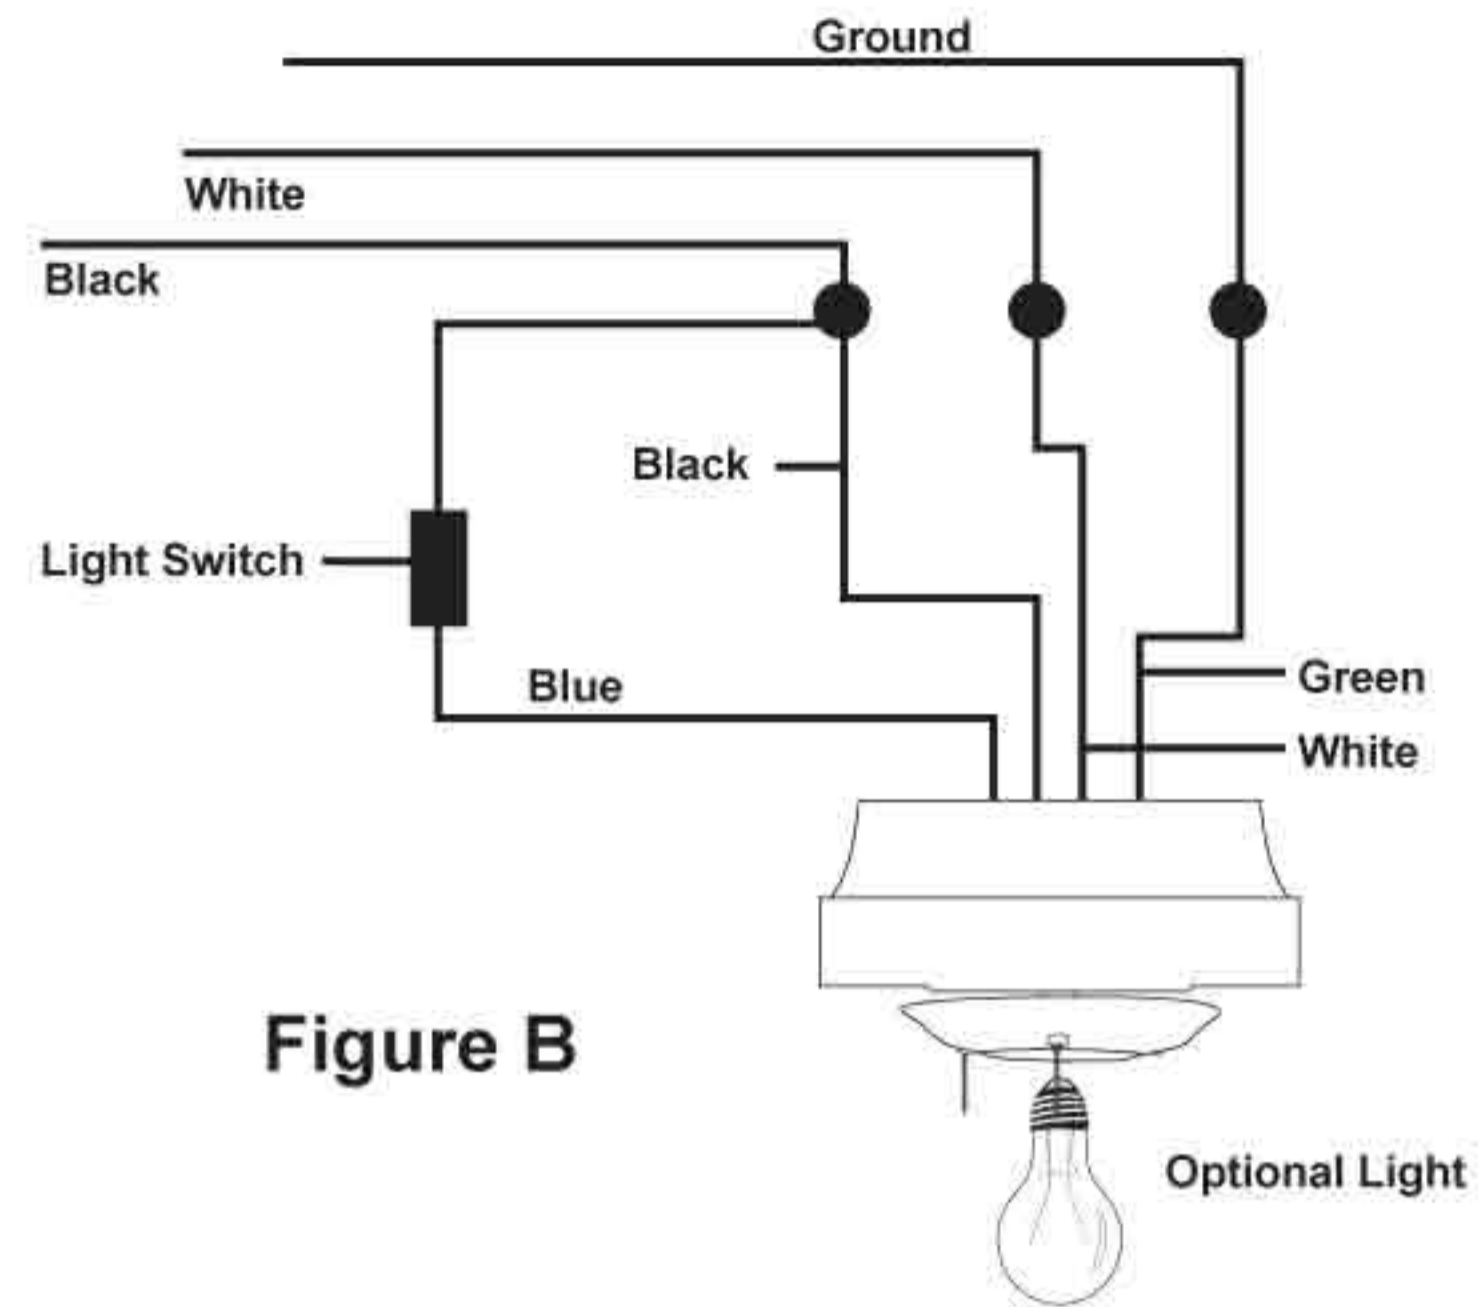 Ground
White
Black
Black
Light Switch
Blue
Green
White
Figure B
Optional Light